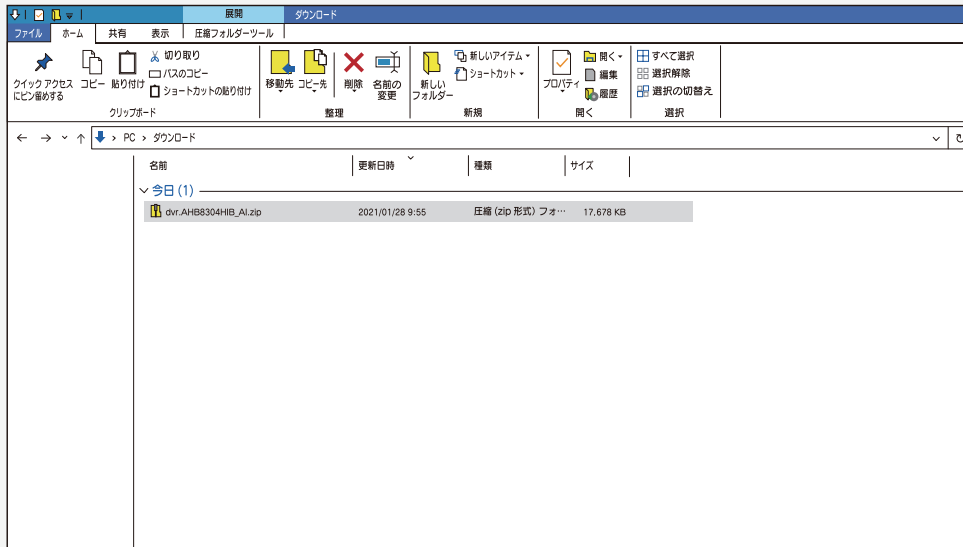 展開 ダウンロード
ファイル ホーム 共有 表示 圧縮フォルダーツール
クイック アクセス
にピン留めする
コピー
貼り付け
切り取り
パスのコピー
ショートカットの貼り付け
クリップボード
移動先
コピー先
削除
名前の
変更
整理
新しい
フォルダー
新しいアイテム
ショートカット
新規
プロパティ
開く
編集
履歴
開く
すべて選択
選択解除
選択の切替え
選択
PC > ダウンロード
名前 更新日時 種類 サイズ
今日 (1)
dvr.AHB8304HIB_AI.zip 2021/01/28 9:55 圧縮 (zip 形式) フォ… 17.678 KB